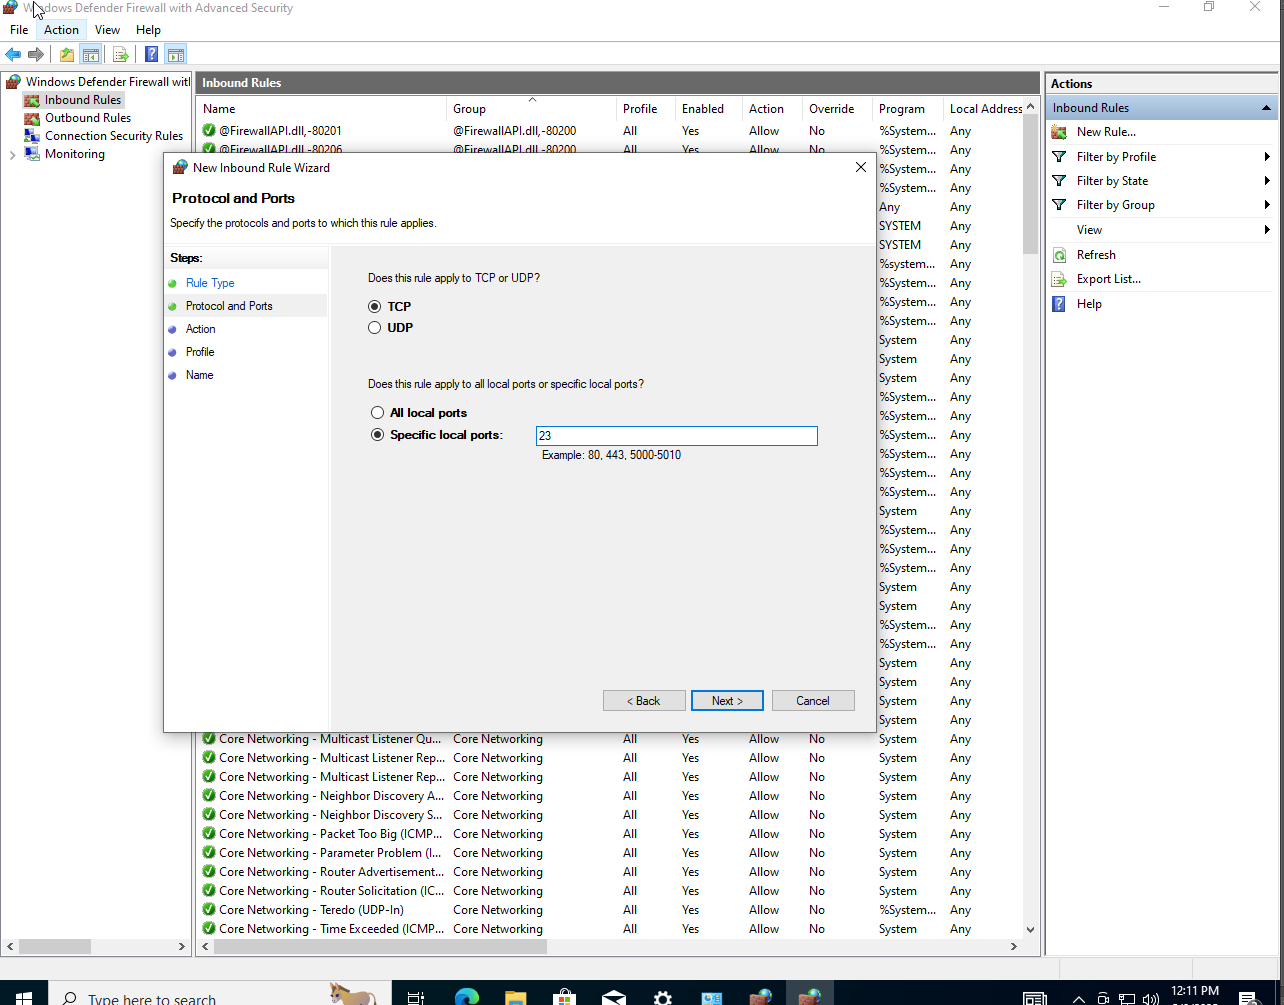 Windows Defender Firewall with Advanced Security
File Action View Help
Windows Defender Firewall wit
Inbound Rules
Outbound Rules
Connection Security Rules
Monitoring
Inbound Rules
Name Group Profile Enabled Action Override Program Local Address
@FirewallAPI.dll,-80201 @FirewallAPI.dll,-80200 All Yes Allow No %System... Any
@FirewallAPI.dll,-80206 @FirewallAPI.dll,-80200 All Yes Allow No %System... Any
%System... Any
%System... Any
Any Any
SYSTEM Any
SYSTEM Any
%system... Any
%System... Any
%System... Any
%System... Any
System Any
System Any
System Any
%System... Any
%System... Any
%System... Any
%System... Any
%System... Any
%System... Any
System Any
%System... Any
%System... Any
%System... Any
System Any
System Any
%System... Any
%System... Any
System Any
System Any
System Any
System Any
Core Networking - Multicast Listener Qu... Core Networking All Yes Allow No System Any
Core Networking - Multicast Listener Rep... Core Networking All Yes Allow No System Any
Core Networking - Multicast Listener Rep... Core Networking All Yes Allow No System Any
Core Networking - Neighbor Discovery A... Core Networking All Yes Allow No System Any
Core Networking - Neighbor Discovery S... Core Networking All Yes Allow No System Any
Core Networking - Packet Too Big (ICMP... Core Networking All Yes Allow No System Any
Core Networking - Parameter Problem (I... Core Networking All Yes Allow No System Any
Core Networking - Router Advertisement... Core Networking All Yes Allow No System Any
Core Networking - Router Solicitation (IC... Core Networking All Yes Allow No System Any
Core Networking - Teredo (UDP-In) Core Networking All Yes Allow No %System... Any
Core Networking - Time Exceeded (ICMP... Core Networking All Yes Allow No System Any
New Inbound Rule Wizard
Protocol and Ports
Specify the protocols and ports to which this rule applies.
Steps:
Rule Type
Protocol and Ports
Action
Profile
Name
Does this rule apply to TCP or UDP?
TCP
UDP
Does this rule apply to all local ports or specific local ports?
All local ports
Specific local ports: 23
Example: 80, 443, 5000-5010
< Back Next > Cancel
Actions
Inbound Rules
New Rule...
Filter by Profile
Filter by State
Filter by Group
View
Refresh
Export List...
Help
Type here to search
12:11 PM